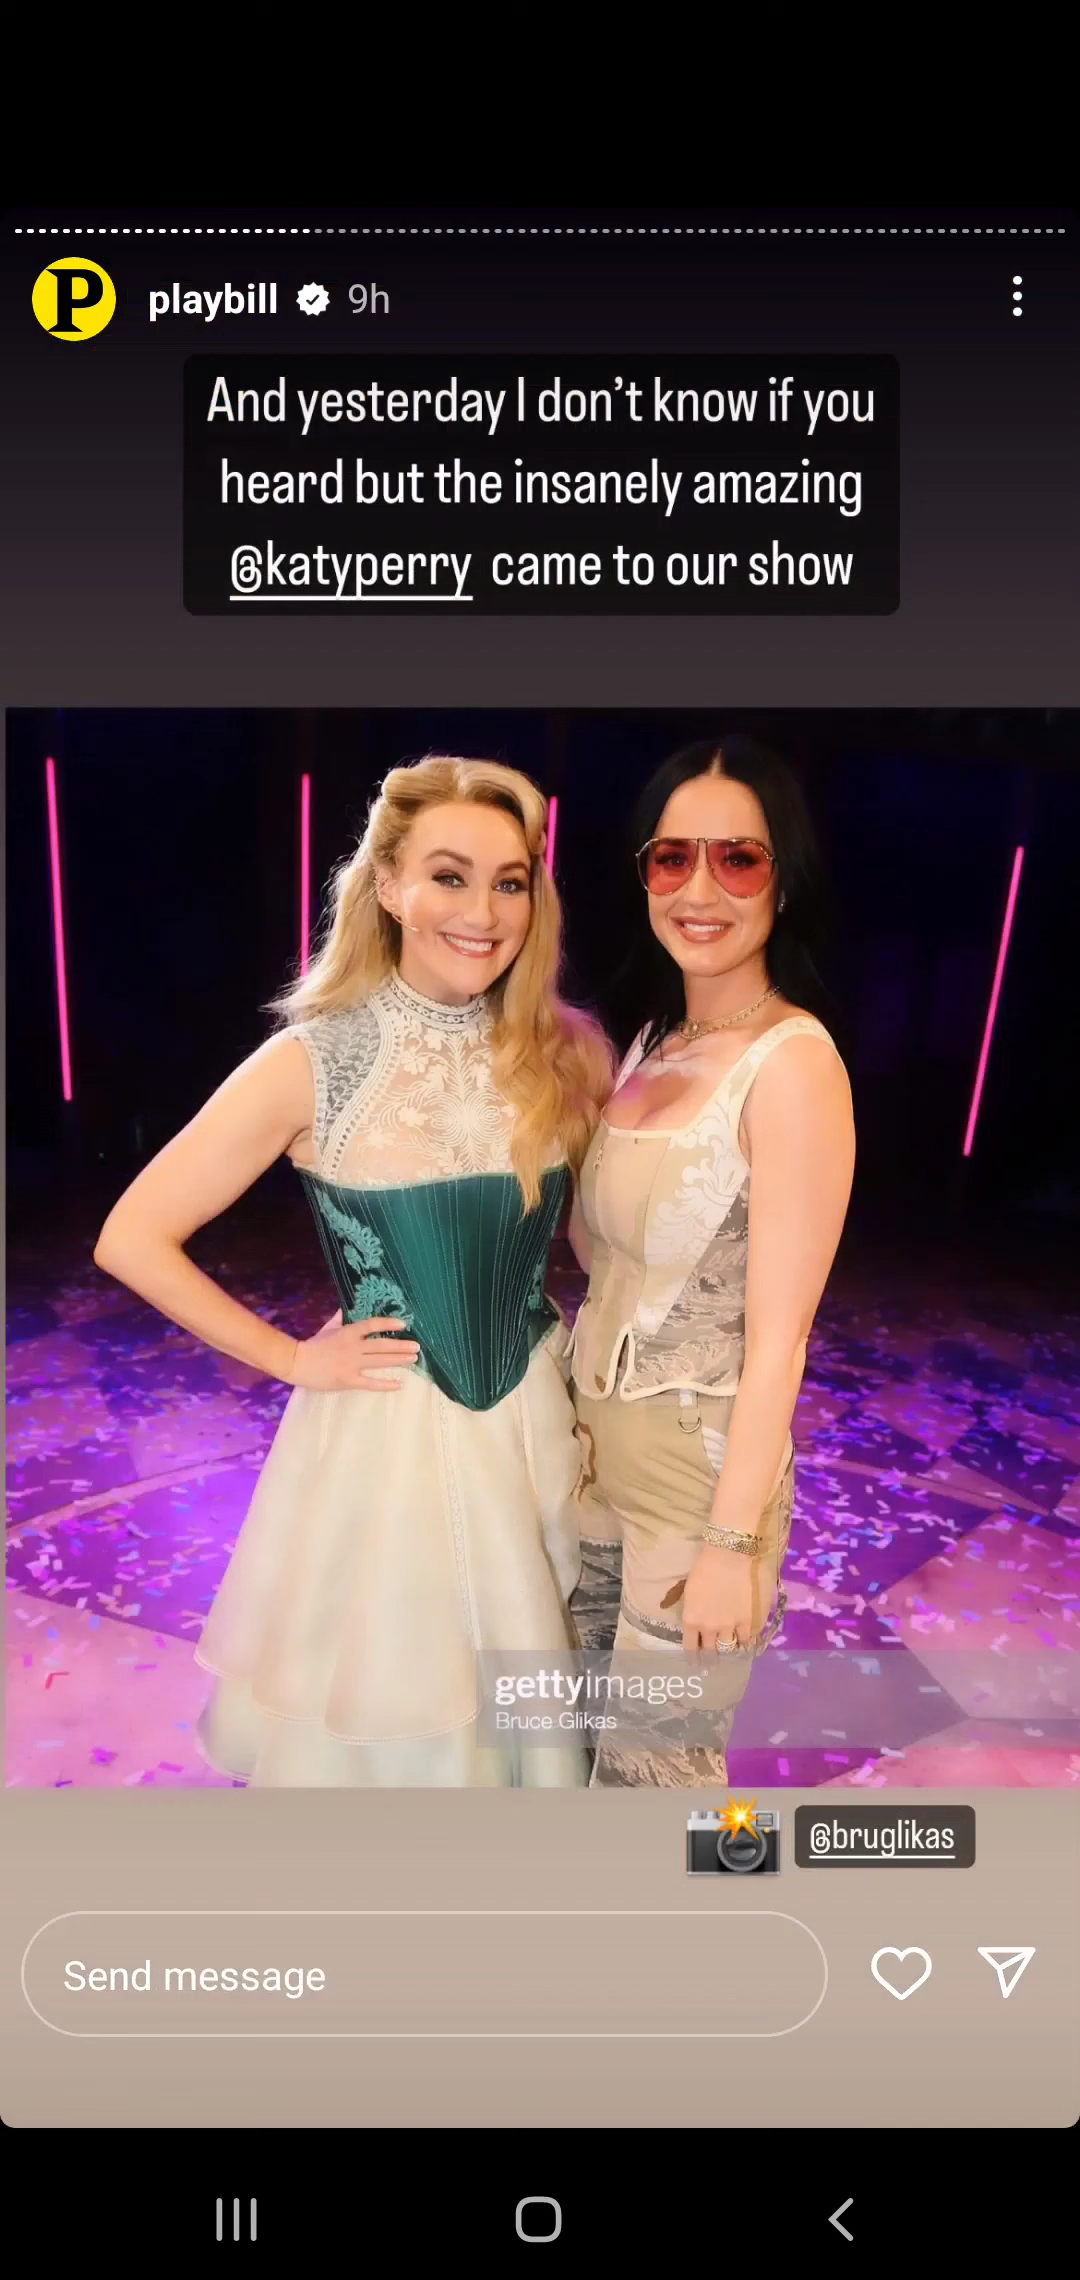 P
playbill 9h
And yesterday I don't know if you
heard but the insanely amazing
@katyperry came to our show
gettyimages®
Bruce Glikas
@bruglikas
Send message